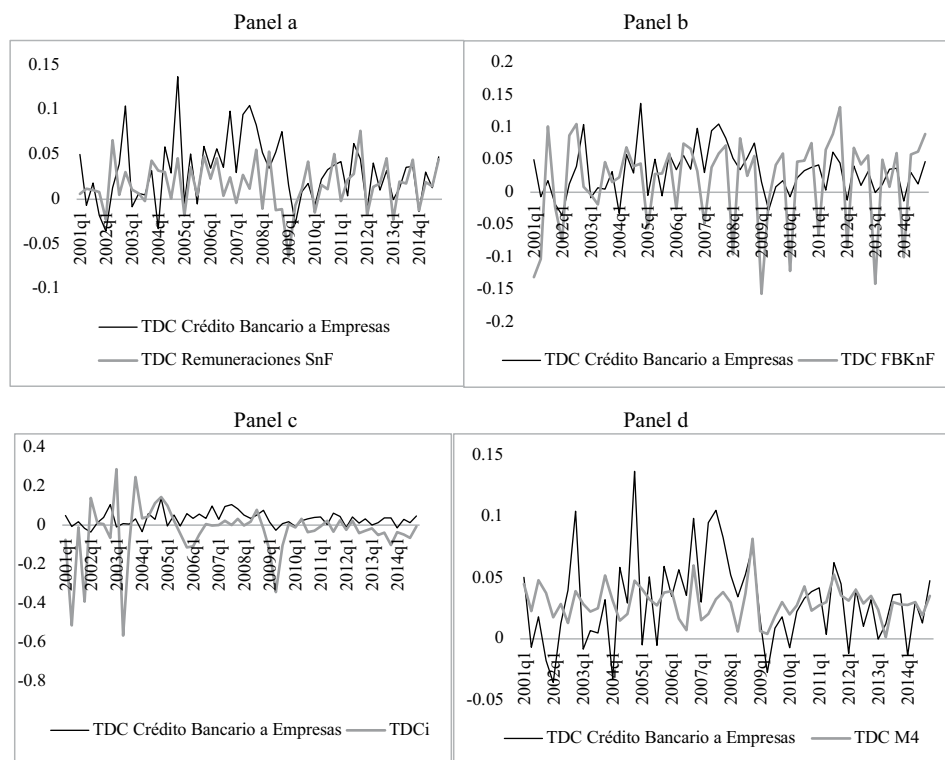 Panel a
0.15
0.1
0.05
0
-0.05
-0.1
2001q1
2002q1
2003q1
2004q1
2005q1
2006q1
2007q1
2008q1
2009q1
2010q1
2011q1
2012q1
2013q1
2014q1
TDC Crédito Bancario a Empresas
TDC Remuneraciones SnF
Panel b
0.2
0.15
0.1
0.05
0
-0.05
-0.1
-0.15
-0.2
2001q1
2002q1
2003q1
2004q1
2005q1
2006q1
2007q1
2008q1
2009q1
2010q1
2011q1
2012q1
2013q1
2014q1
TDC Crédito Bancario a Empresas
TDC FBKnF
Panel c
0.4
0.2
0
-0.2
-0.4
-0.6
-0.8
2001q1
2002q1
2003q1
2004q1
2005q1
2006q1
2007q1
2008q1
2009q1
2010q1
2011q1
2012q1
2013q1
2014q1
TDC Crédito Bancario a Empresas
TDCi
Panel d
0.15
0.1
0.05
0
-0.05
2001q1
2002q1
2003q1
2004q1
2005q1
2006q1
2007q1
2008q1
2009q1
2010q1
2011q1
2012q1
2013q1
2014q1
TDC Crédito Bancario a Empresas
TDC M4